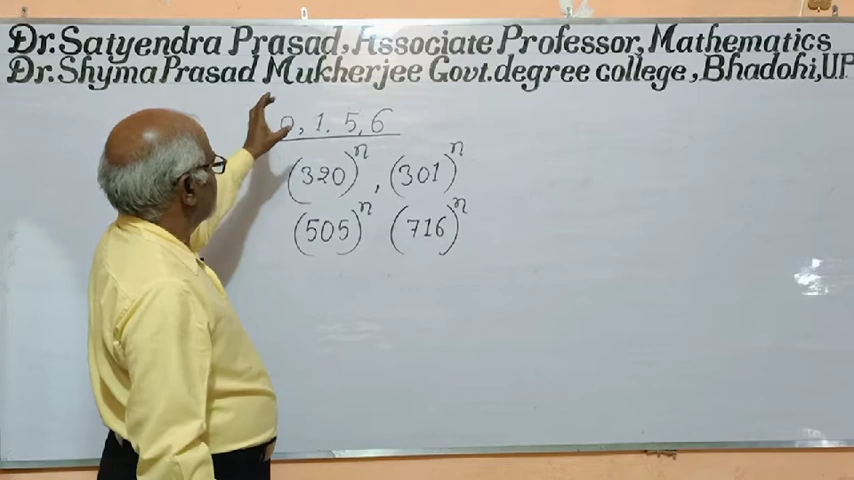 Dr. Satyendra Prasad, Associate Professor, Mathematics
Dr. Shyma Prasad Mukherjee Govt. degree college, Bhadohi, U.P
0, 1. 5, 6
(320)ⁿ, (301)ⁿ
(505)ⁿ (716)ⁿ